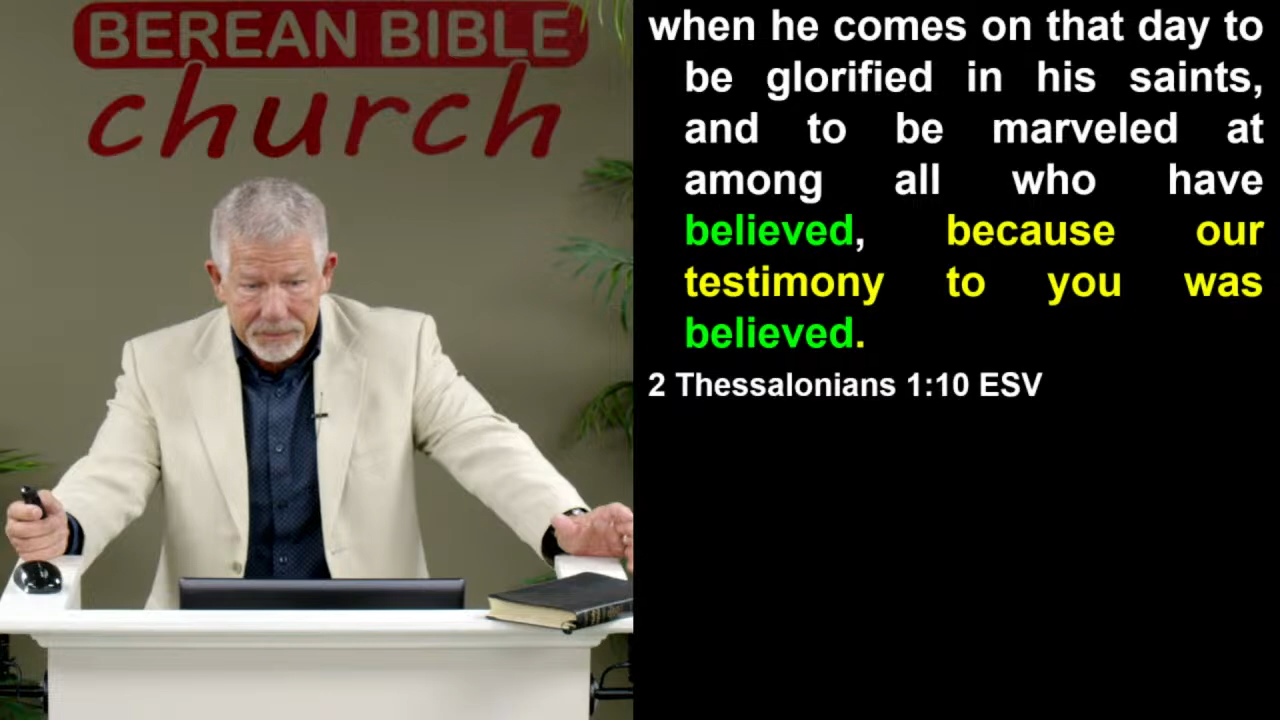 BEREAN BIBLE
church
when he comes on that day to
be glorified in his saints,
and to be marveled at
among all who have
believed, because our
testimony to you was
believed.
2 Thessalonians 1:10 ESV